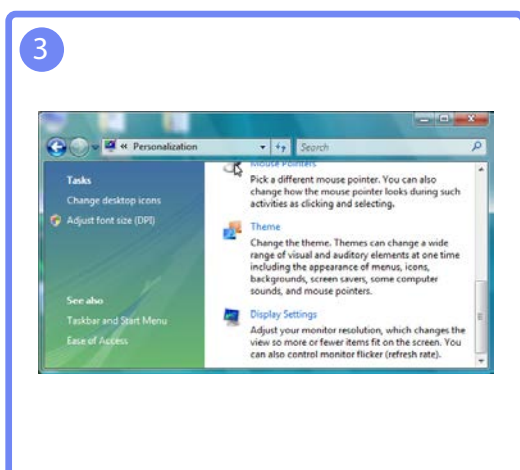 3
« Personalization
Search
Tasks
Change desktop icons
Adjust font size (DPI)
See also
Taskbar and Start Menu
Ease of Access
Mouse Pointers
Pick a different mouse pointer. You can also
change how the mouse pointer looks during such
activities as clicking and selecting.
Theme
Change the theme. Themes can change a wide
range of visual and auditory elements at one time
including the appearance of menus, icons,
backgrounds, screen savers, some computer
sounds, and mouse pointers.
Display Settings
Adjust your monitor resolution, which changes the
view so more or fewer items fit on the screen. You
can also control monitor flicker (refresh rate).